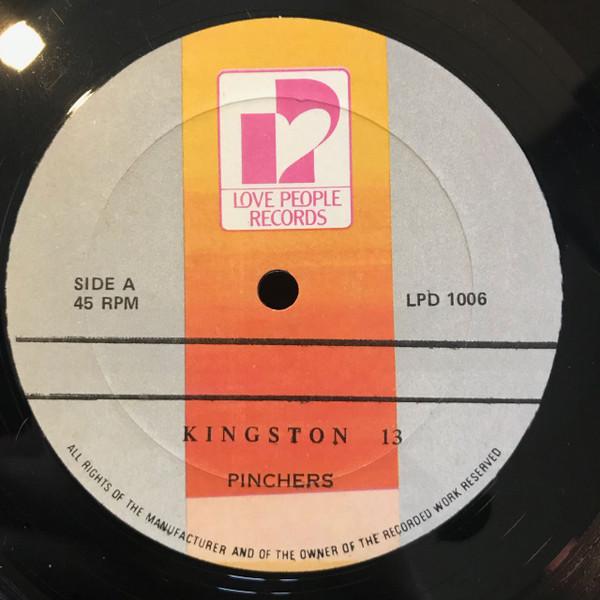 LOVE PEOPLE
RECORDS
SIDE A
45 RPM
LPD 1006
KINGSTON 13
PINCHERS
ALL RIGHTS OF THE MANUFACTURER AND OF THE OWNER OF THE RECORDED WORK RESERVED